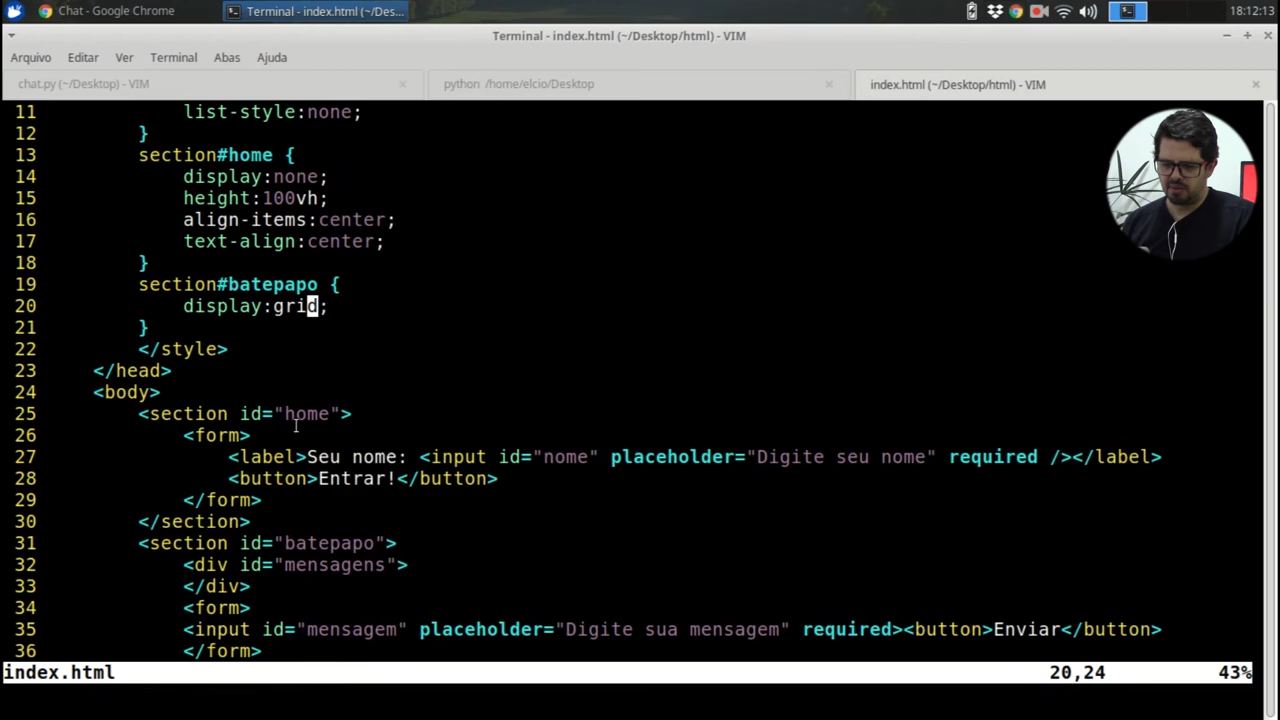 Chat - Google Chrome
Terminal - index.html (~/Des...
18:12:13
Terminal - index.html (~/Desktop/html) - VIM
Arquivo Editar Ver Terminal Abas Ajuda
chat.py (~/Desktop) - VIM
python /home/elcio/Desktop
index.html (~/Desktop/html) - VIM
11 list-style:none;
12 }
13 section#home {
14 display:none;
15 height:100vh;
16 align-items:center;
17 text-align:center;
18 }
19 section#batepapo {
20 display:grid;
21 }
22 </style>
23 </head>
24 <body>
25 <section id="home">
26 <form>
27 <label>Seu nome: <input id="nome" placeholder="Digite seu nome" required /></label>
28 <button>Entrar!</button>
29 </form>
30 </section>
31 <section id="batepapo">
32 <div id="mensagens">
33 </div>
34 <form>
35 <input id="mensagem" placeholder="Digite sua mensagem" required><button>Enviar</button>
36 </form>
index.html 20,24 43%